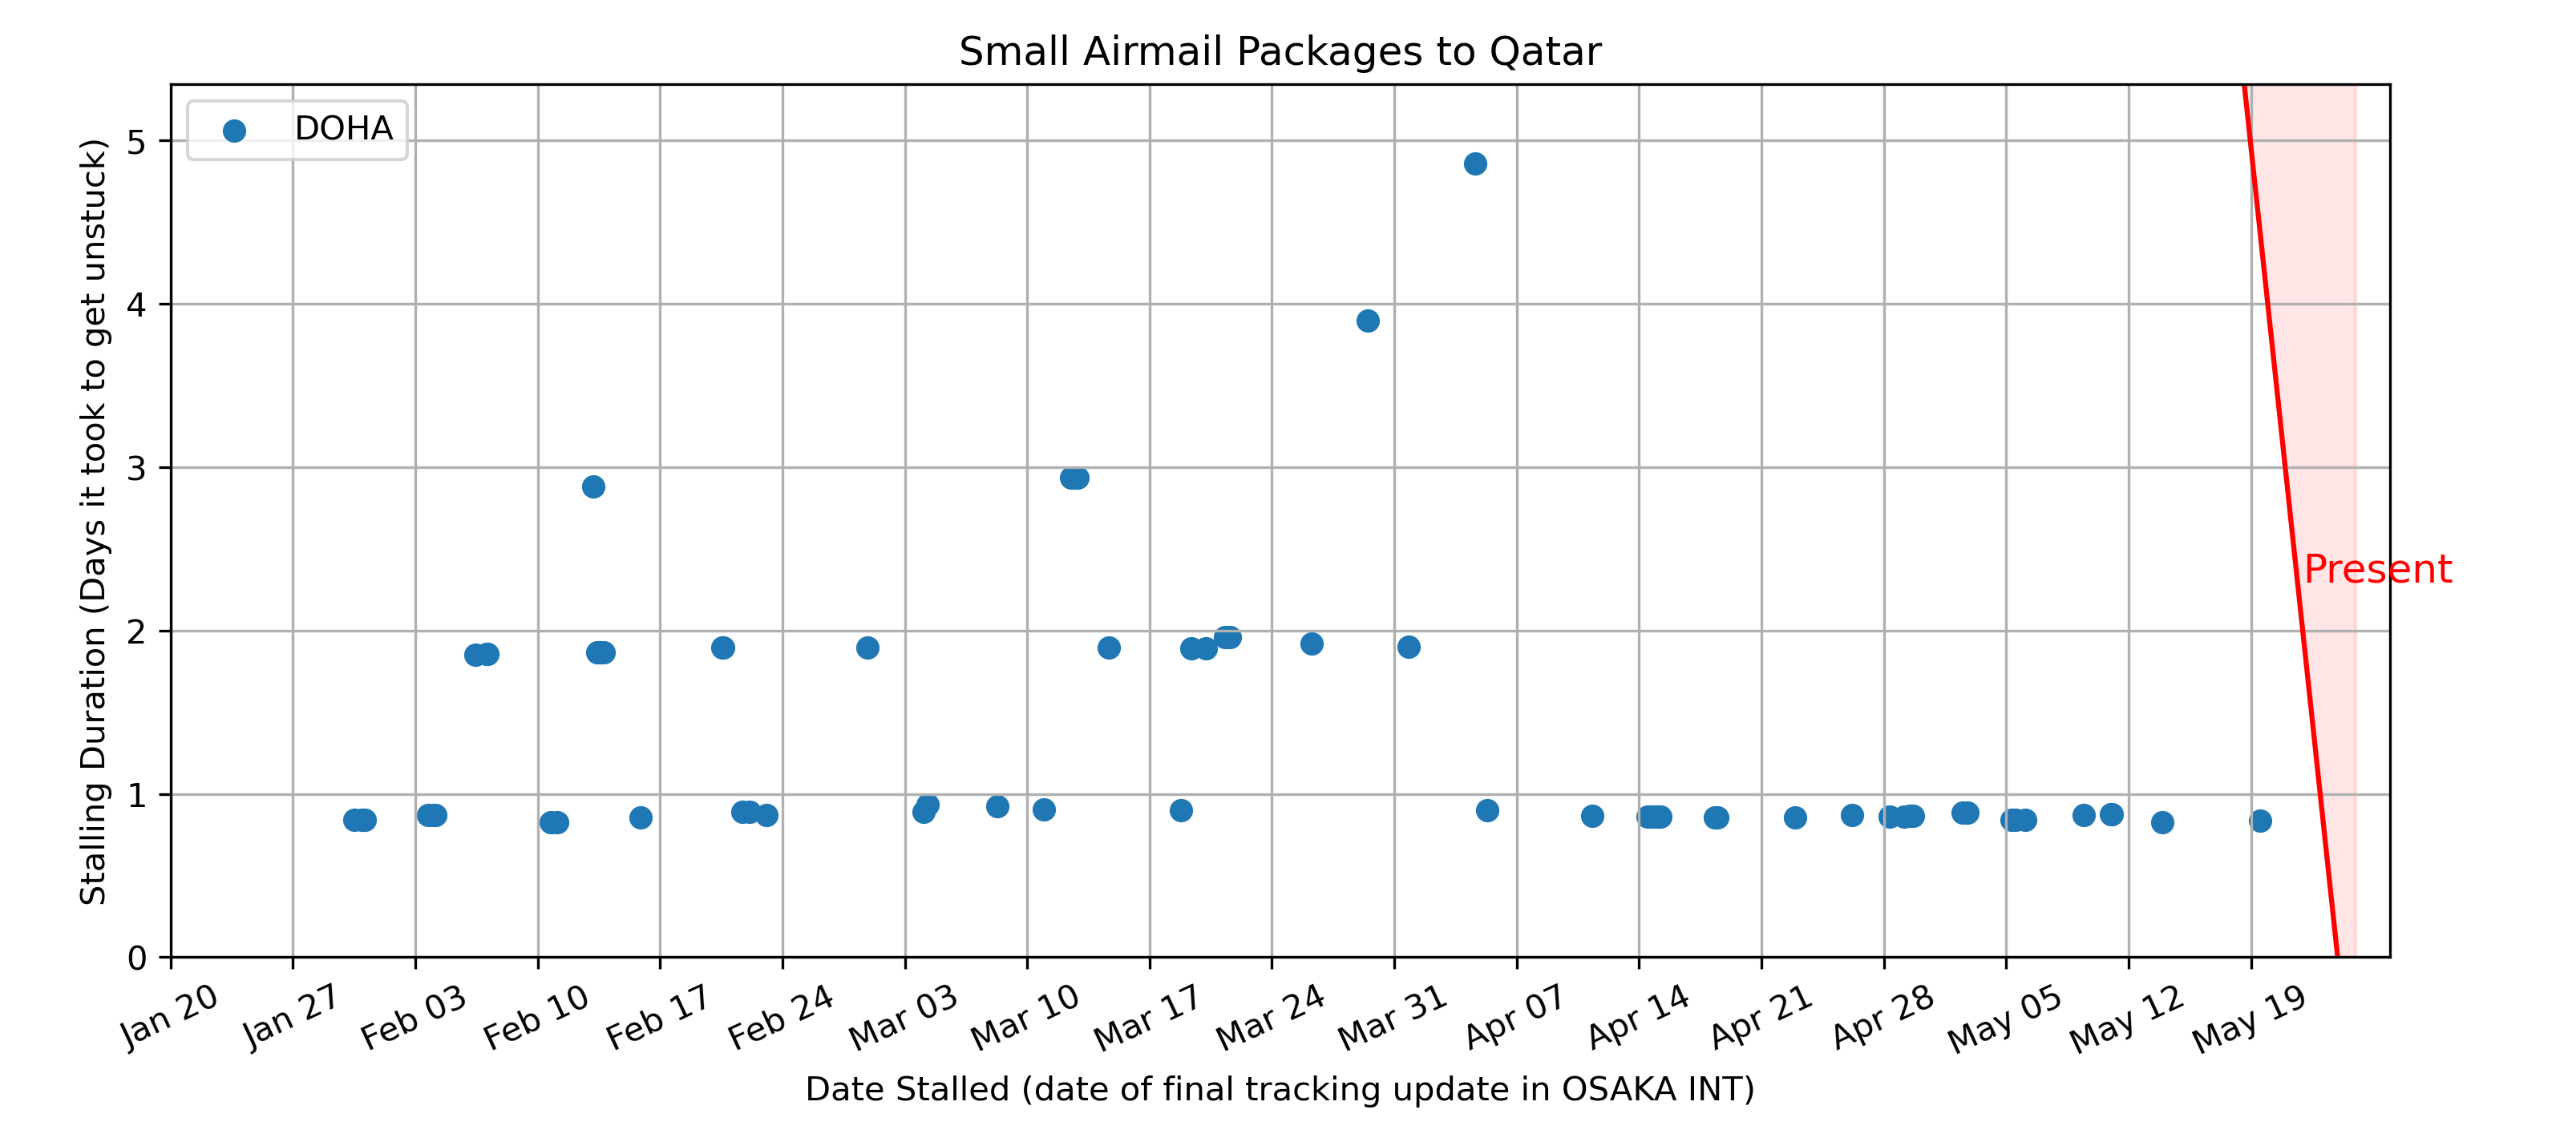 Small Airmail Packages to Qatar
DOHA
Stalling Duration (Days it took to get unstuck)
5
4
3
2
1
0
Present
Jan 20
Jan 27
Feb 03
Feb 10
Feb 17
Feb 24
Mar 03
Mar 10
Mar 17
Mar 24
Mar 31
Apr 07
Apr 14
Apr 21
Apr 28
May 05
May 12
May 19
Date Stalled (date of final tracking update in OSAKA INT)